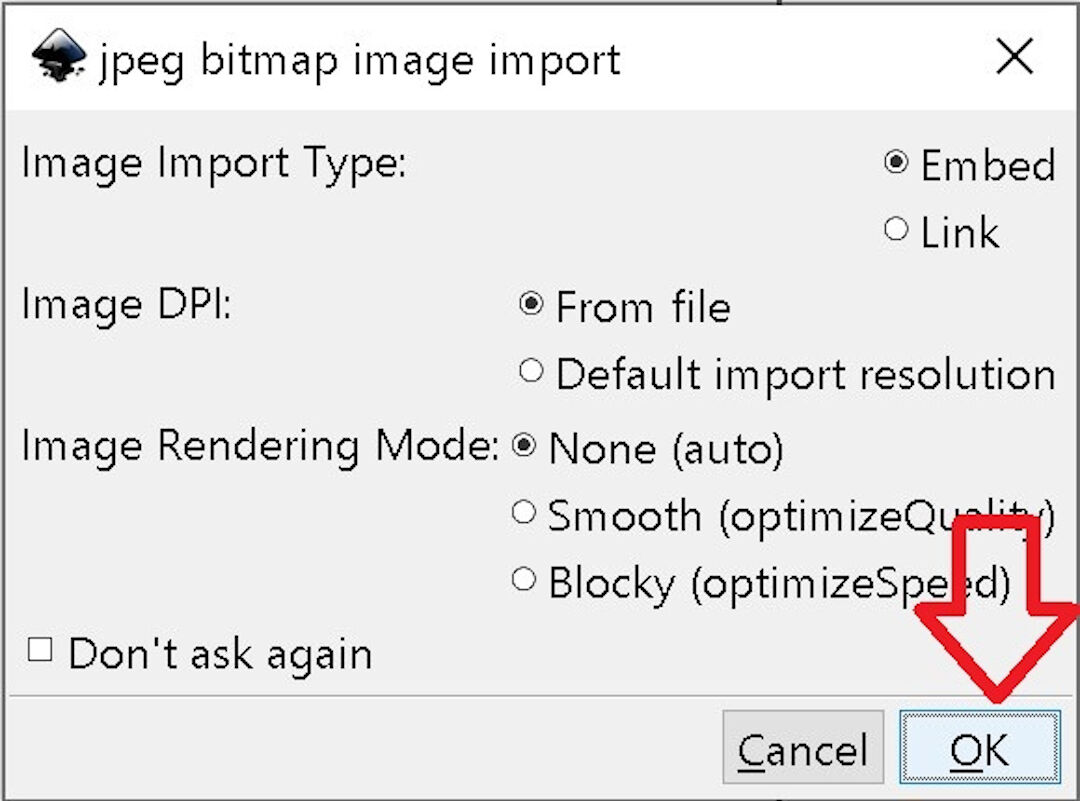 jpeg bitmap image import
Image Import Type:
Embed
Link
Image DPI:
From file
Default import resolution
Image Rendering Mode:
None (auto)
Smooth (optimizeQuality)
Blocky (optimizeSpeed)
Don't ask again
Cancel
OK